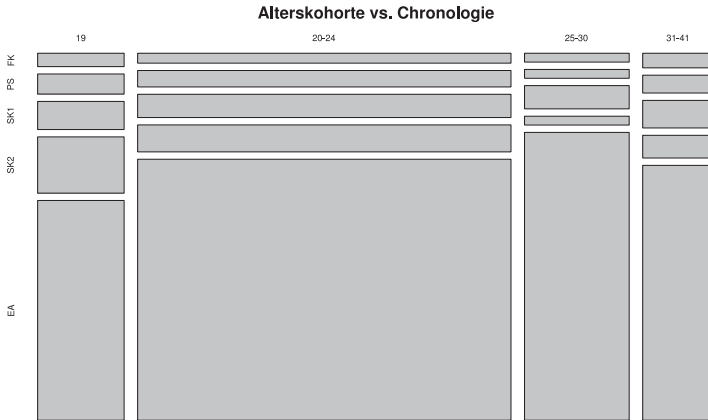 Alterskohorte vs. Chronologie
19 20-24 25-30 31-41
FK
PS
SK1
SK2
EA